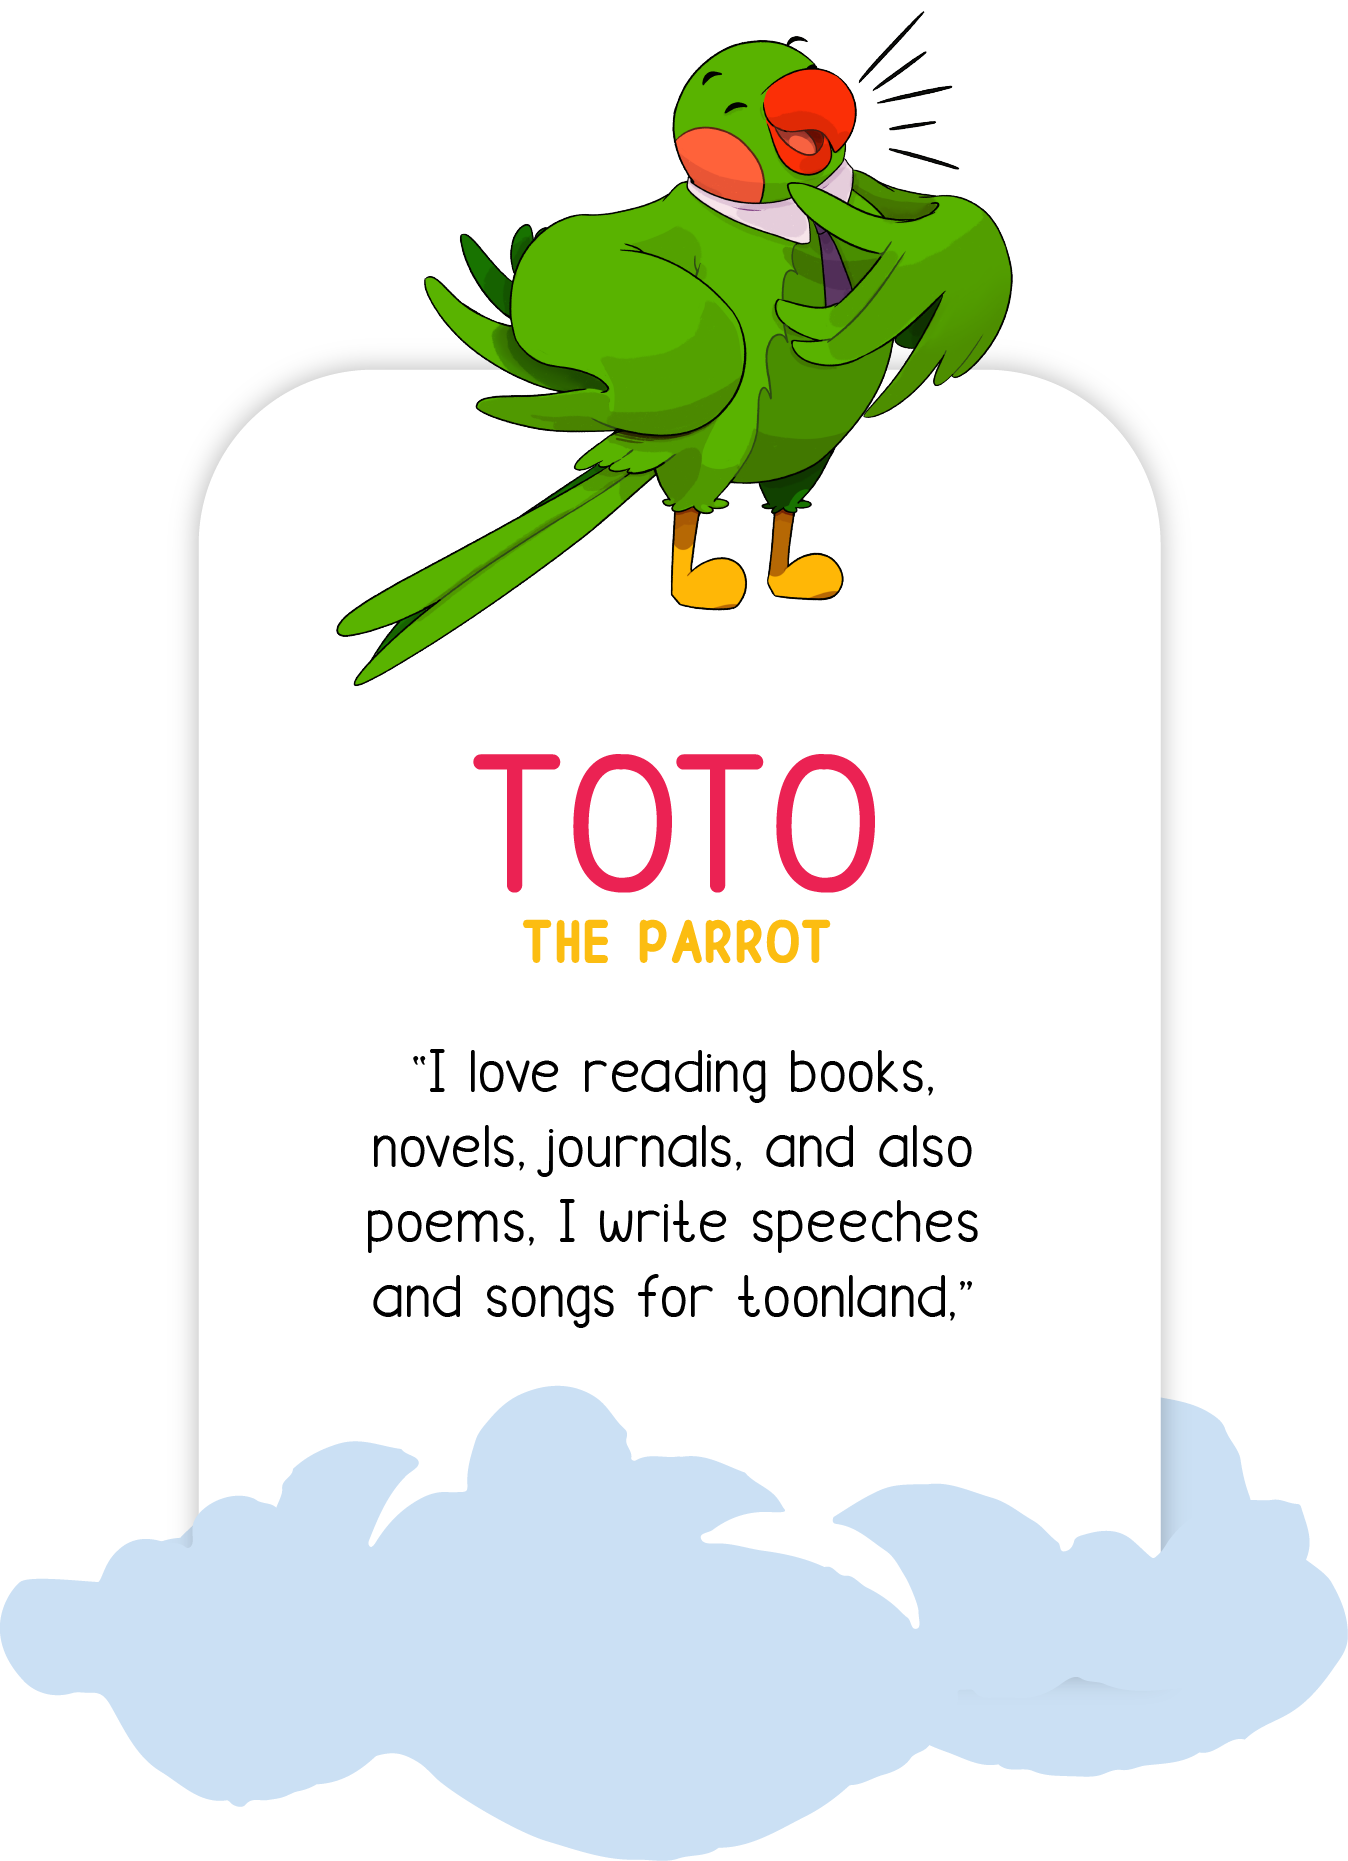 TOTO
THE PARROT
“I love reading books,
novels, journals, and also
poems, I write speeches
and songs for toonland,”